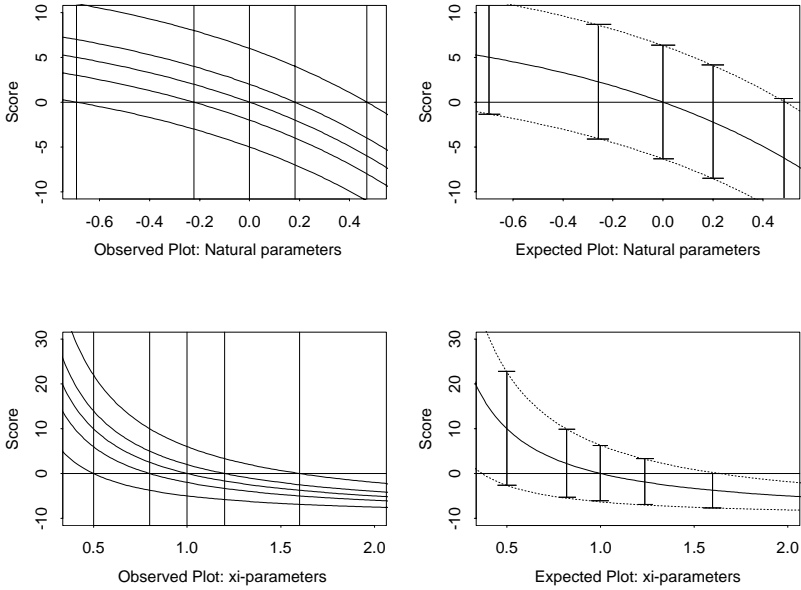 10
5
0
-5
-10
Score
-0.6 -0.4 -0.2 0.0 0.2 0.4
Observed Plot: Natural parameters
10
5
0
-5
-10
Score
-0.6 -0.4 -0.2 0.0 0.2 0.4
Expected Plot: Natural parameters
30
20
10
0
-10
Score
0.5 1.0 1.5 2.0
Observed Plot: xi-parameters
30
20
10
0
-10
Score
0.5 1.0 1.5 2.0
Expected Plot: xi-parameters